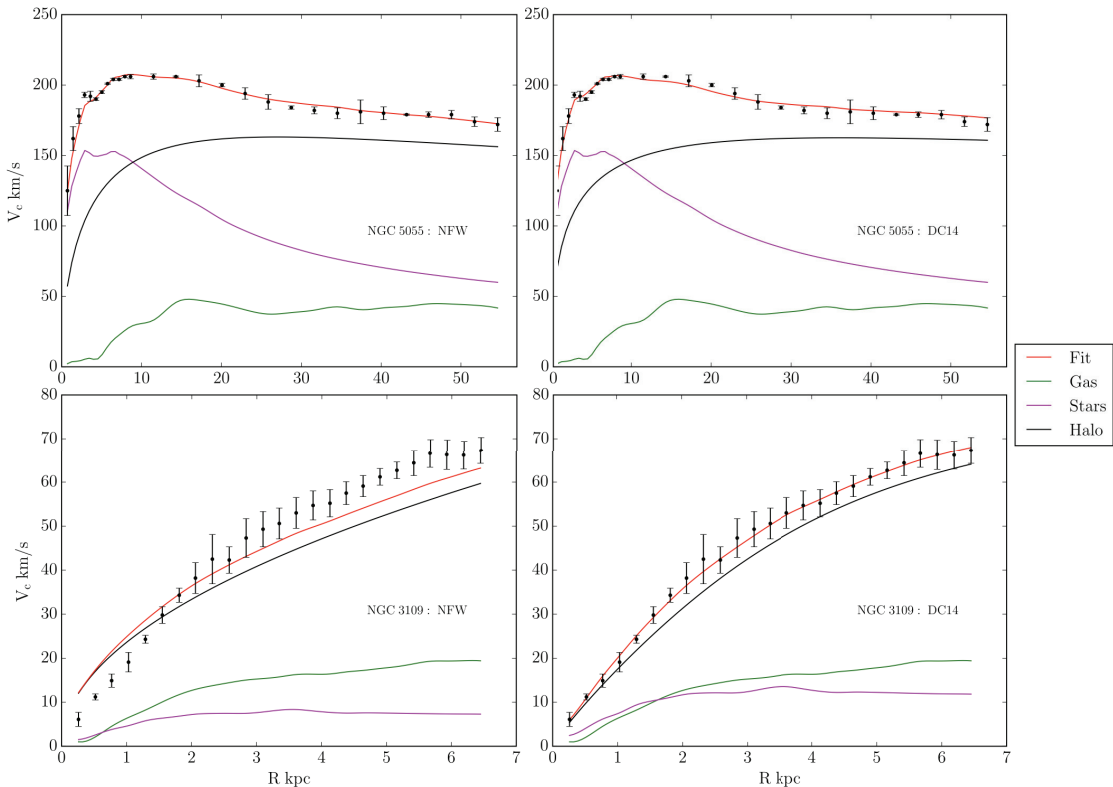 250
200
150
100
50
0
V_c km/s
NGC 5055 : NFW
0 10 20 30 40 50
250
200
150
100
50
0
NGC 5055 : DC14
0 10 20 30 40 50
Fit
Gas
Stars
Halo
80
70
60
50
40
30
20
10
0
V_c km/s
NGC 3109 : NFW
0 1 2 3 4 5 6 7
R kpc
80
70
60
50
40
30
20
10
0
NGC 3109 : DC14
0 1 2 3 4 5 6 7
R kpc